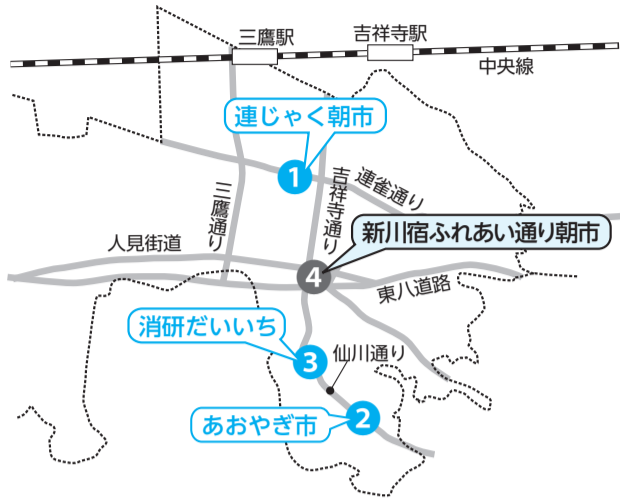 三鷹駅
吉祥寺駅
中央線
連じゃく朝市
1
連雀通り
吉祥寺通り
三鷹通り
人見街道
新川宿ふれあい通り朝市
4
東八道路
消研だいいち
3
仙川通り
あおやぎ市
2